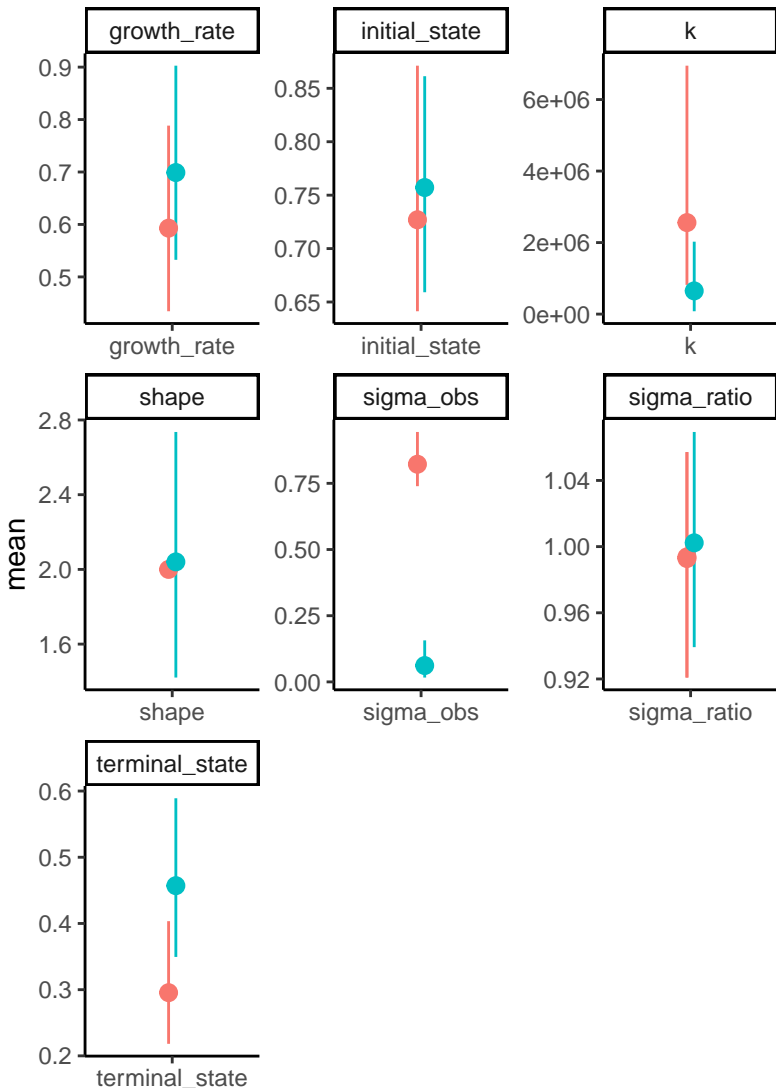 growth_rate
initial_state
k
0.9
0.8
0.7
0.6
0.5
0.85
0.80
0.75
0.70
0.65
6e+06
4e+06
2e+06
0e+00
growth_rate
initial_state
k
shape
sigma_obs
sigma_ratio
mean
2.8
2.4
2.0
1.6
0.75
0.50
0.25
0.00
1.04
1.00
0.96
0.92
shape
sigma_obs
sigma_ratio
terminal_state
0.6
0.5
0.4
0.3
0.2
terminal_state